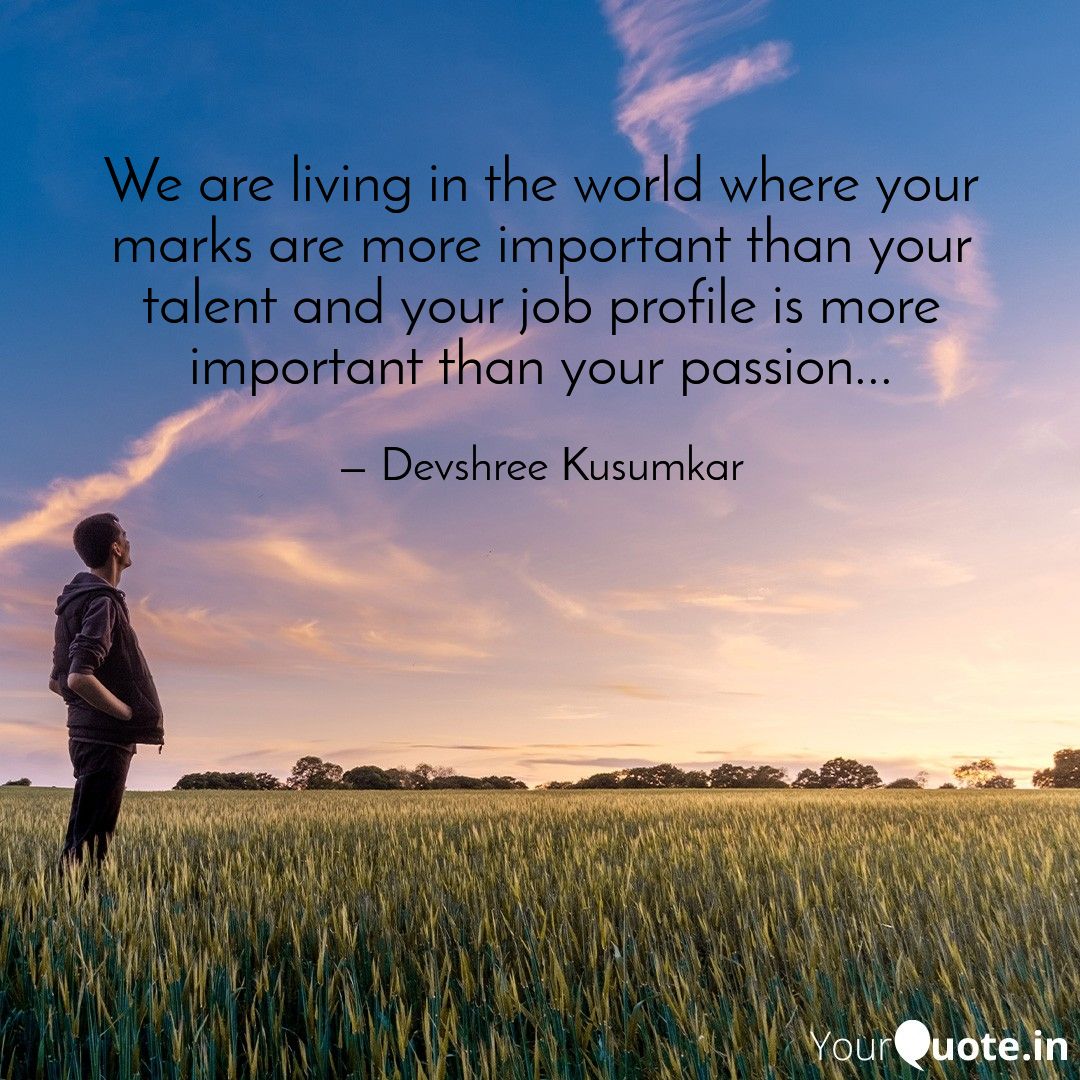 We are living in the world where your
marks are more important than your
talent and your job profile is more
important than your passion...
— Devshree Kusumkar
YourQuote.in